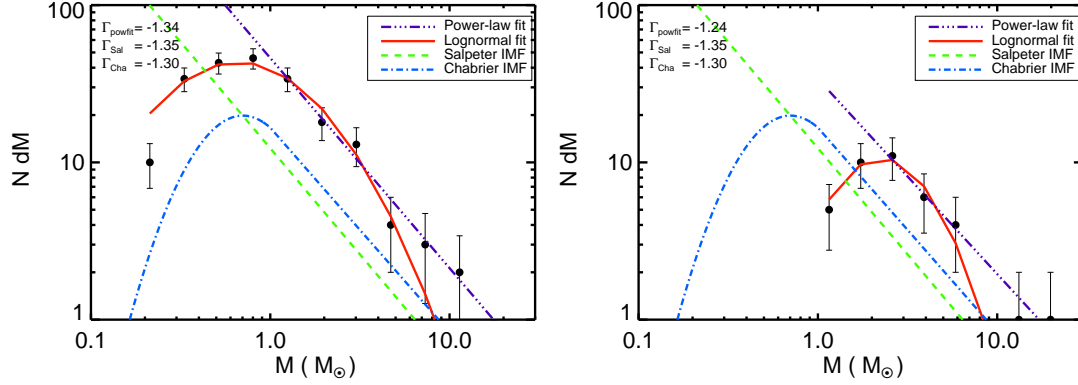 Γpowfit = -1.34
ΓSal = -1.35
ΓCha = -1.30
Power-law fit
Lognormal fit
Salpeter IMF
Chabrier IMF
100
10
1
N dM
0.1 1.0 10.0
M ( M⊙ )
Γpowfit = -1.24
ΓSal = -1.35
ΓCha = -1.30
Power-law fit
Lognormal fit
Salpeter IMF
Chabrier IMF
100
10
1
N dM
0.1 1.0 10.0
M ( M⊙ )